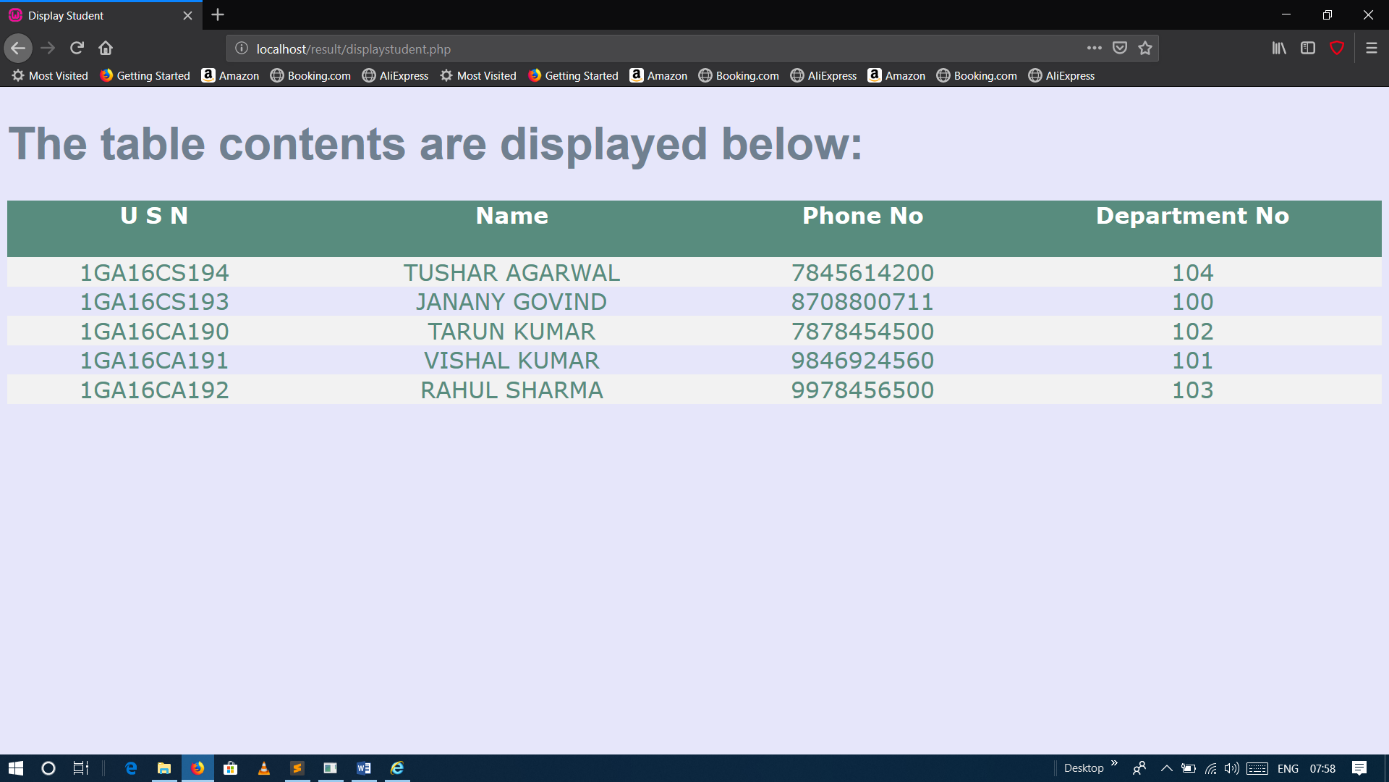 Display Student
localhost/result/displaystudent.php
Most Visited Getting Started Amazon Booking.com AliExpress Most Visited Getting Started Amazon Booking.com AliExpress Amazon Booking.com AliExpress
The table contents are displayed below:
U S N Name Phone No Department No
1GA16CS194 TUSHAR AGARWAL 7845614200 104
1GA16CS193 JANANY GOVIND 8708800711 100
1GA16CA190 TARUN KUMAR 7878454500 102
1GA16CA191 VISHAL KUMAR 9846924560 101
1GA16CA192 RAHUL SHARMA 9978456500 103
Desktop ENG 07:58